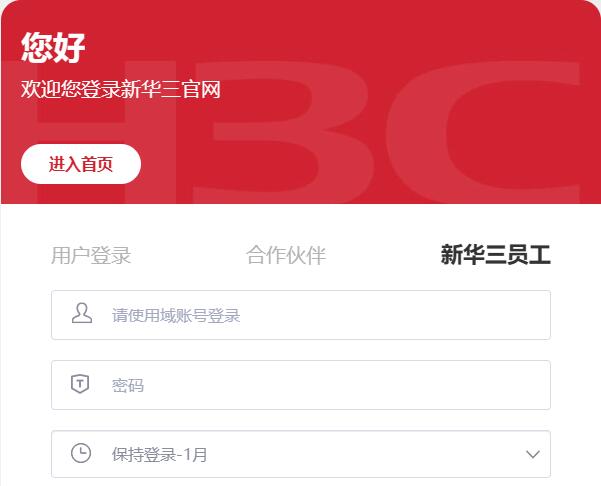 您好
H3C
欢迎您登录新华三官网
进入首页
用户登录 合作伙伴 新华三员工
请使用域账号登录
密码
保持登录-1月